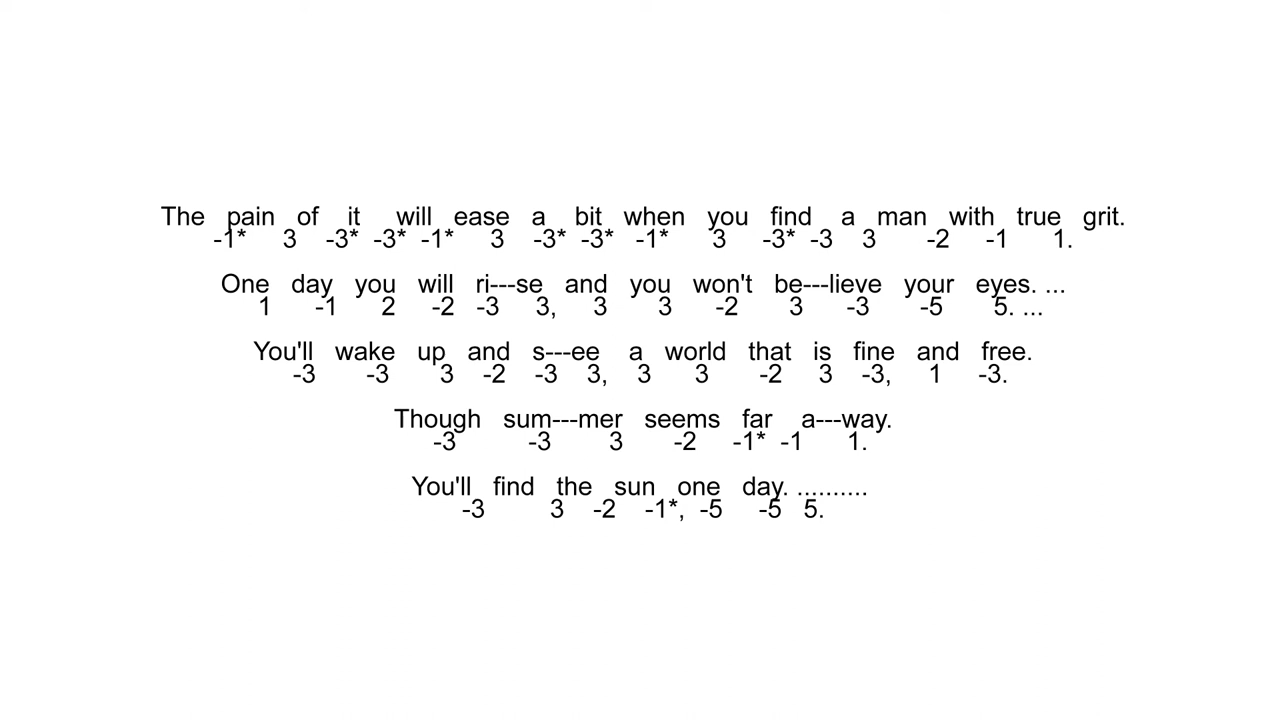 The pain of it will ease a bit when you find a man with true grit.
-1* 3 -3* -3* -1* 3 -3* -3* -1* 3 -3* -3 3 -2 -1 1.
One day you will ri---se and you won't be---lieve your eyes. ...
1 -1 2 -2 -3 3, 3 3 -2 3 -3 -5 5. ...
You'll wake up and s---ee a world that is fine and free.
-3 -3 3 -2 -3 3, 3 3 -2 3 -3, 1 -3.
Though sum---mer seems far a---way.
-3 -3 3 -2 -1* -1 1.
You'll find the sun one day. ..........
-3 3 -2 -1*, -5 -5 5.